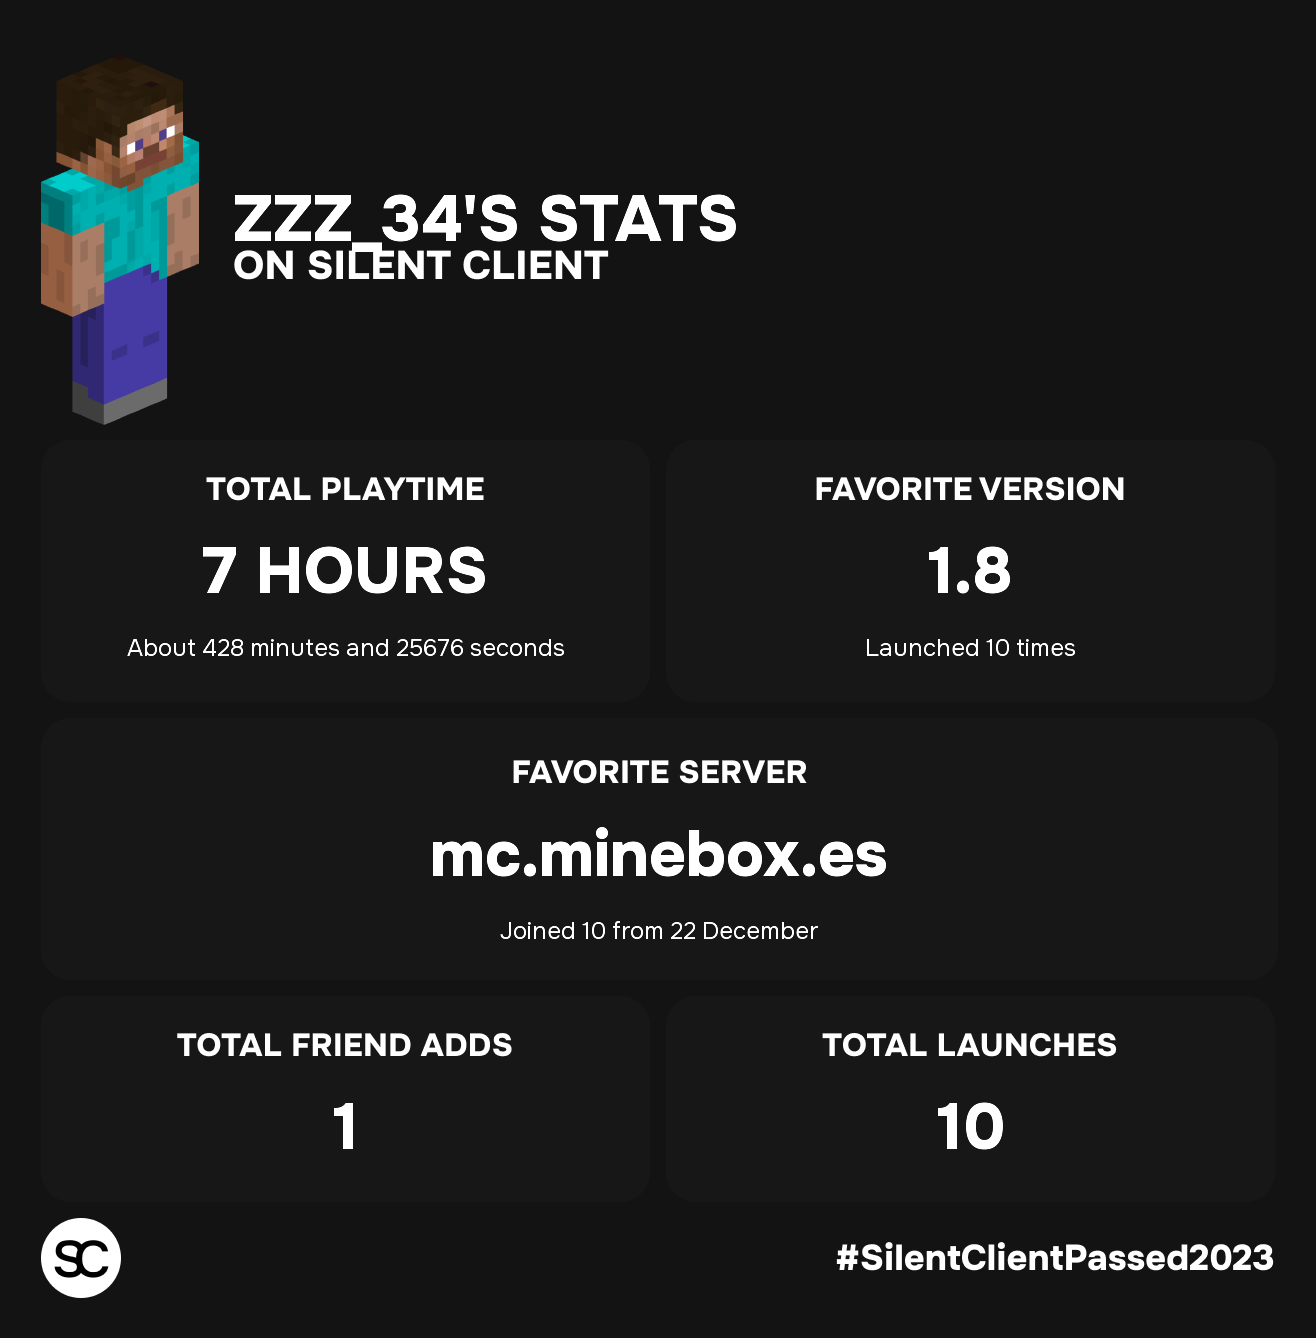 ZZZ_34'S STATS
ON SILENT CLIENT
TOTAL PLAYTIME
7 HOURS
About 428 minutes and 25676 seconds
FAVORITE VERSION
1.8
Launched 10 times
FAVORITE SERVER
mc.minebox.es
Joined 10 from 22 December
TOTAL FRIEND ADDS
1
TOTAL LAUNCHES
10
SC
#SilentClientPassed2023